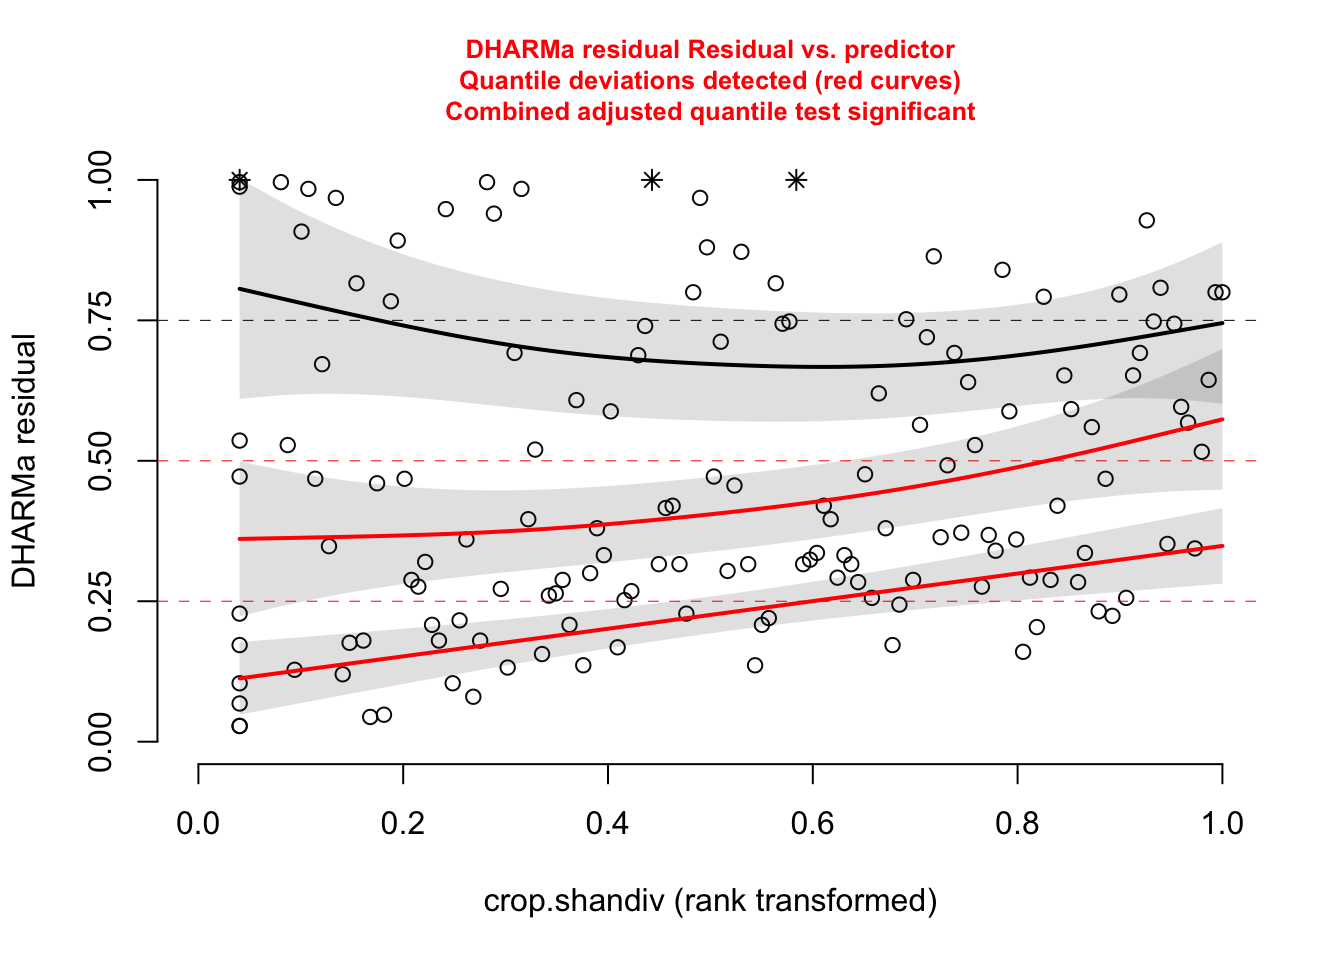 DHARMa residual Residual vs. predictor
Quantile deviations detected (red curves)
Combined adjusted quantile test significant
DHARMa residual
1.00
0.75
0.50
0.25
0.00
0.0 0.2 0.4 0.6 0.8 1.0
crop.shandiv (rank transformed)